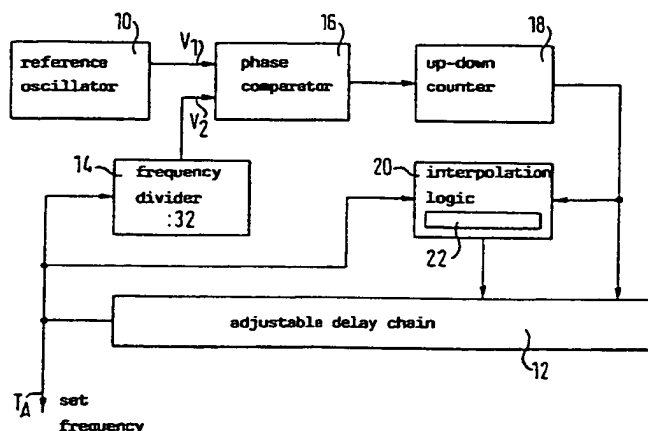 10
reference
oscillator
V1
V2
16
phase
comparator
18
up-down
counter
14
frequency
divider
:32
20
interpolation
logic
22
adjustable delay chain
12
TA
set
frequency